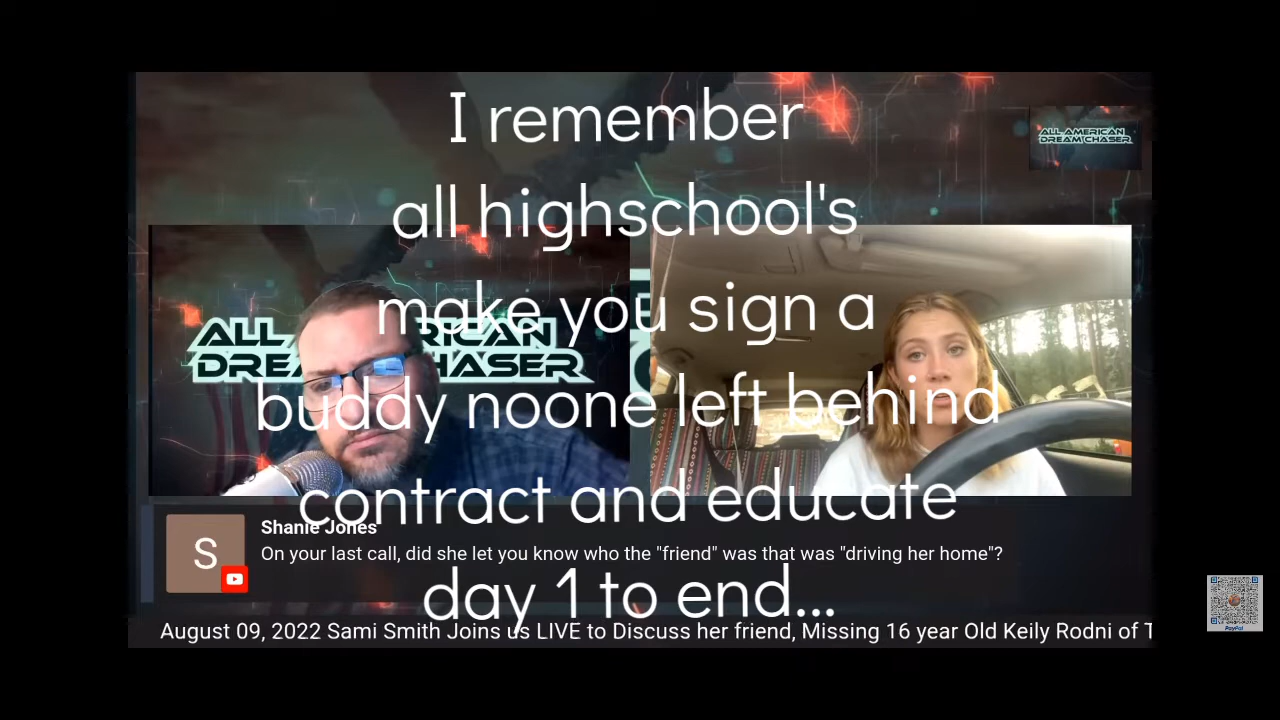 I remember
all highschool's
make you sign a
buddy noone left behind
contract and educate
day 1 to end...
ALL AMERICAN
DREAM CHASER
ALL AMERICAN
DREAM CHASER
S
Shanie Jones
On your last call, did she let you know who the "friend" was that was "driving her home"?
August 09, 2022 Sami Smith Joins us LIVE to Discuss her friend, Missing 16 year Old Keily Rodni of T
PayPal